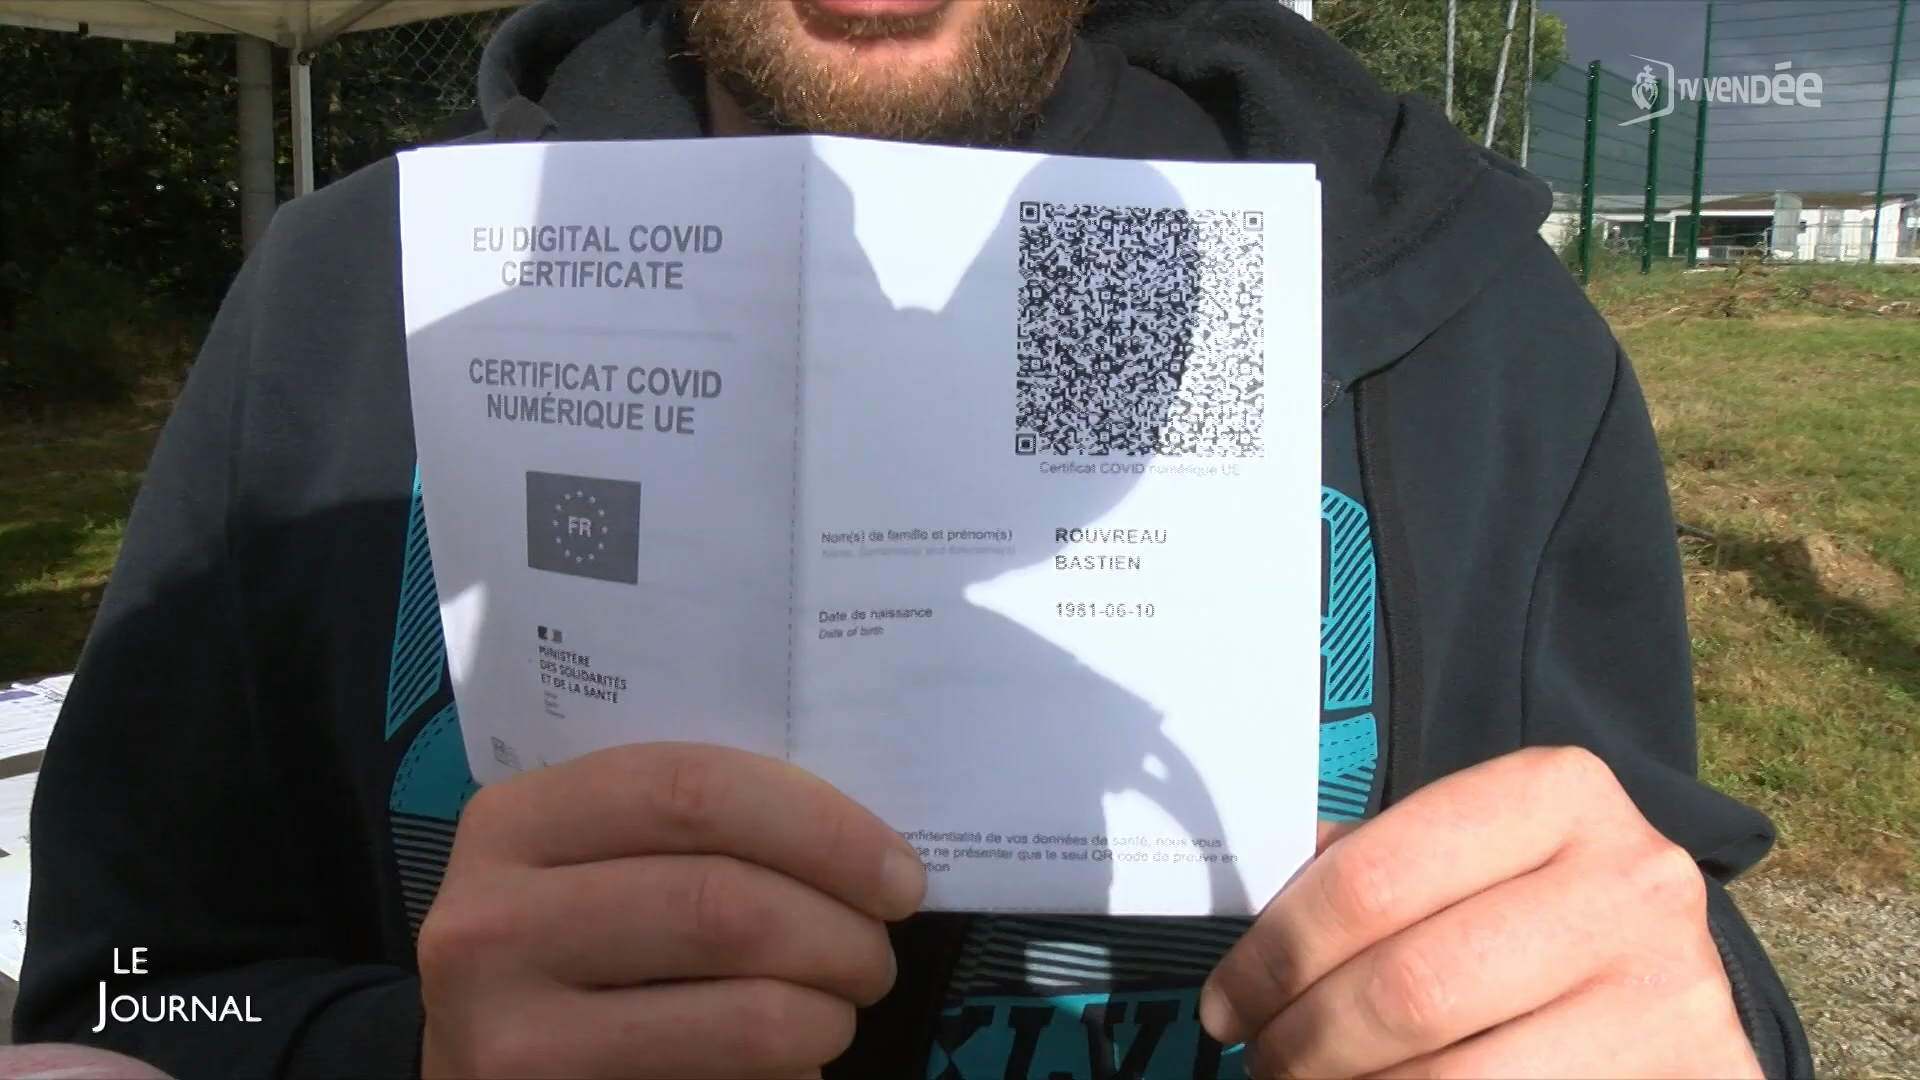 TV VENDÉE
EU DIGITAL COVID
CERTIFICATE
CERTIFICAT COVID
NUMÉRIQUE UE
FR
MINISTÈRE
DES SOLIDARITÉS
ET DE LA SANTÉ
Certificat COVID numérique UE
Nom(s) de famille et prénom(s)
ROUVREAU
BASTIEN
Date de naissance
Date of birth
1981-06-10
confidentialité de vos données de santé, nous vous
de ne présenter que le seul QR code de preuve en
LE
JOURNAL